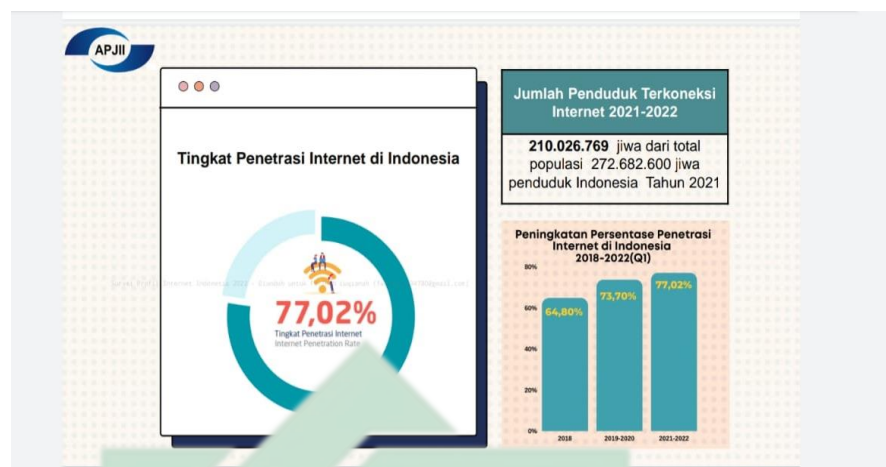 APJII
Tingkat Penetrasi Internet di Indonesia
77,02%
Tingkat Penetrasi Internet
Internet Penetration Rate
Jumlah Penduduk Terkoneksi
Internet 2021-2022
210.026.769 jiwa dari total
populasi 272.682.600 jiwa
penduduk Indonesia Tahun 2021
Peningkatan Persentase Penetrasi
Internet di Indonesia
2018-2022(Q1)
80%
60%
40%
20%
0%
64,80%
73,70%
77,02%
2018
2019-2020
2021-2022